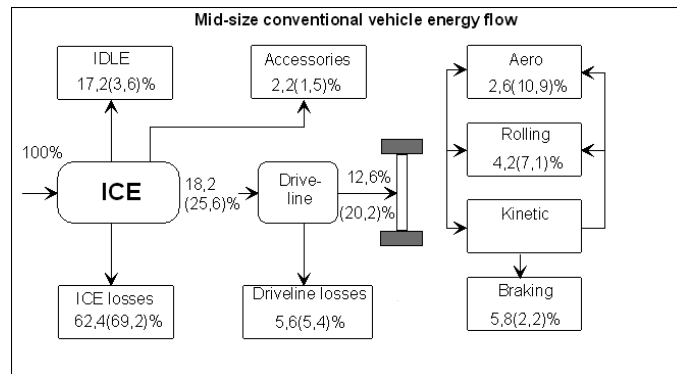 Mid-size conventional vehicle energy flow
IDLE
17,2(3,6)%
Accessories
2,2(1,5)%
Aero
2,6(10,9)%
100%
ICE
18,2
(25,6)%
Drive-
line
12,6%
(20,2)%
Rolling
4,2(7,1)%
Kinetic
ICE losses
62,4(69,2)%
Driveline losses
5,6(5,4)%
Braking
5,8(2,2)%